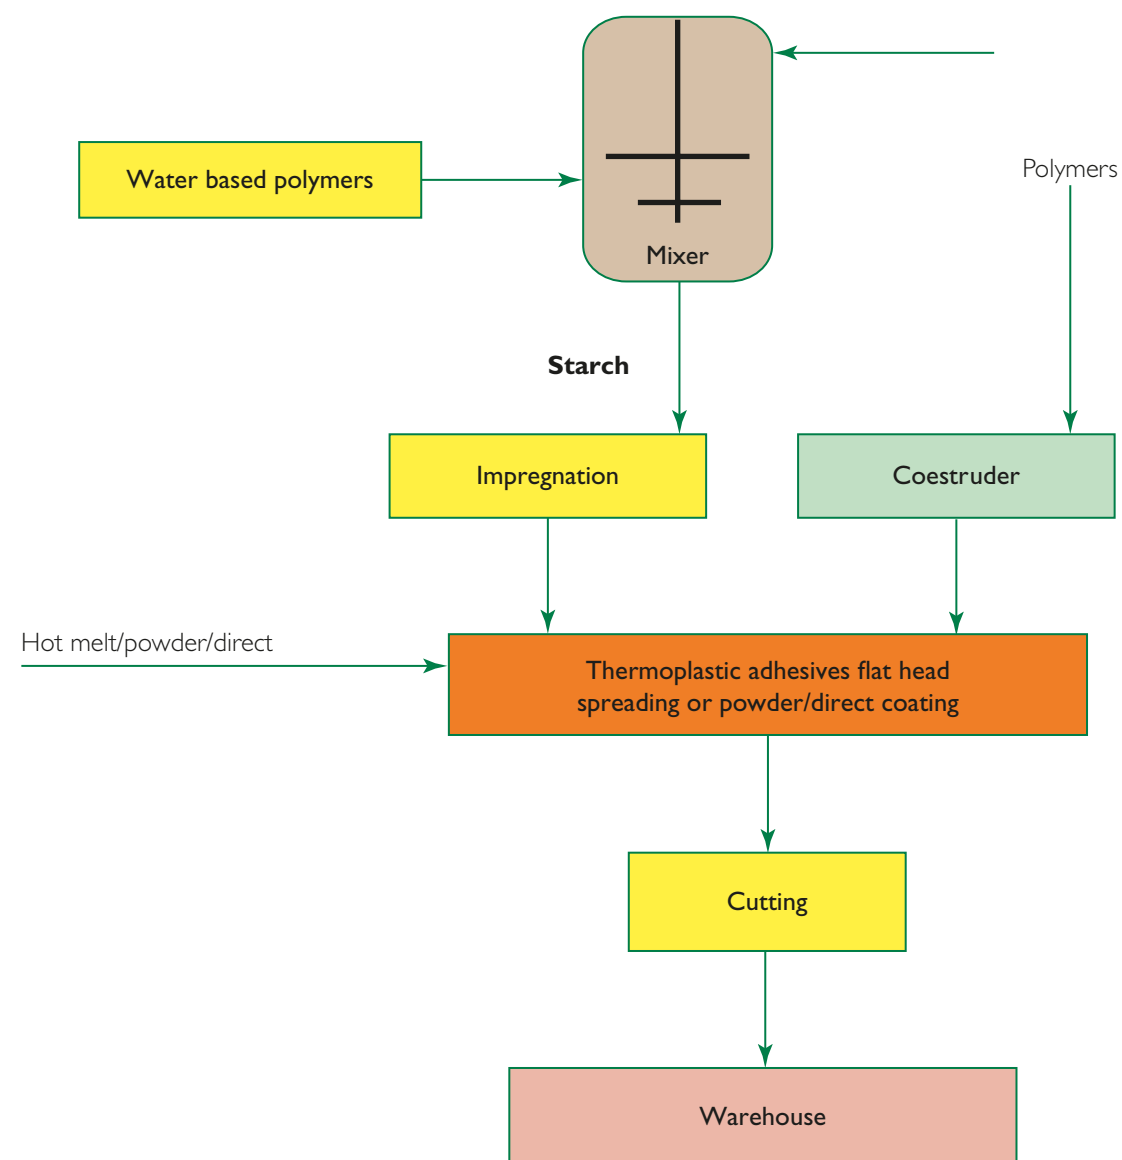 Water based polymers
Polymers
Mixer
Starch
Impregnation
Coestruder
Hot melt/powder/direct
Thermoplastic adhesives flat head
spreading or powder/direct coating
Cutting
Warehouse